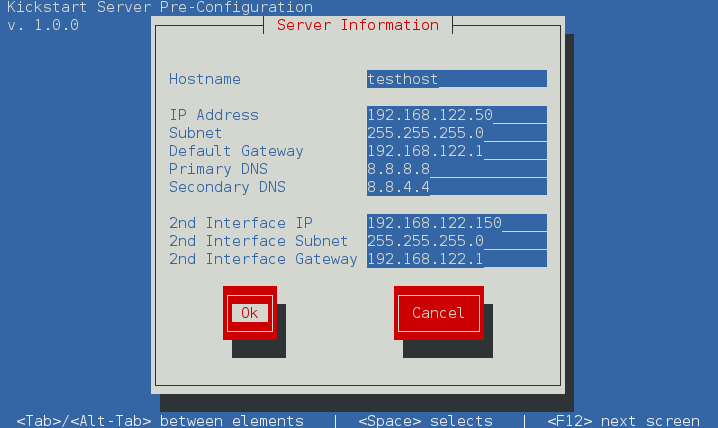 Kickstart Server Pre-Configuration
v. 1.0.0
Server Information
Hostname testhost
IP Address 192.168.122.50
Subnet 255.255.255.0
Default Gateway 192.168.122.1
Primary DNS 8.8.8.8
Secondary DNS 8.8.4.4
2nd Interface IP 192.168.122.150
2nd Interface Subnet 255.255.255.0
2nd Interface Gateway 192.168.122.1
Ok Cancel
<Tab>/<Alt-Tab> between elements | <Space> selects | <F12> next screen